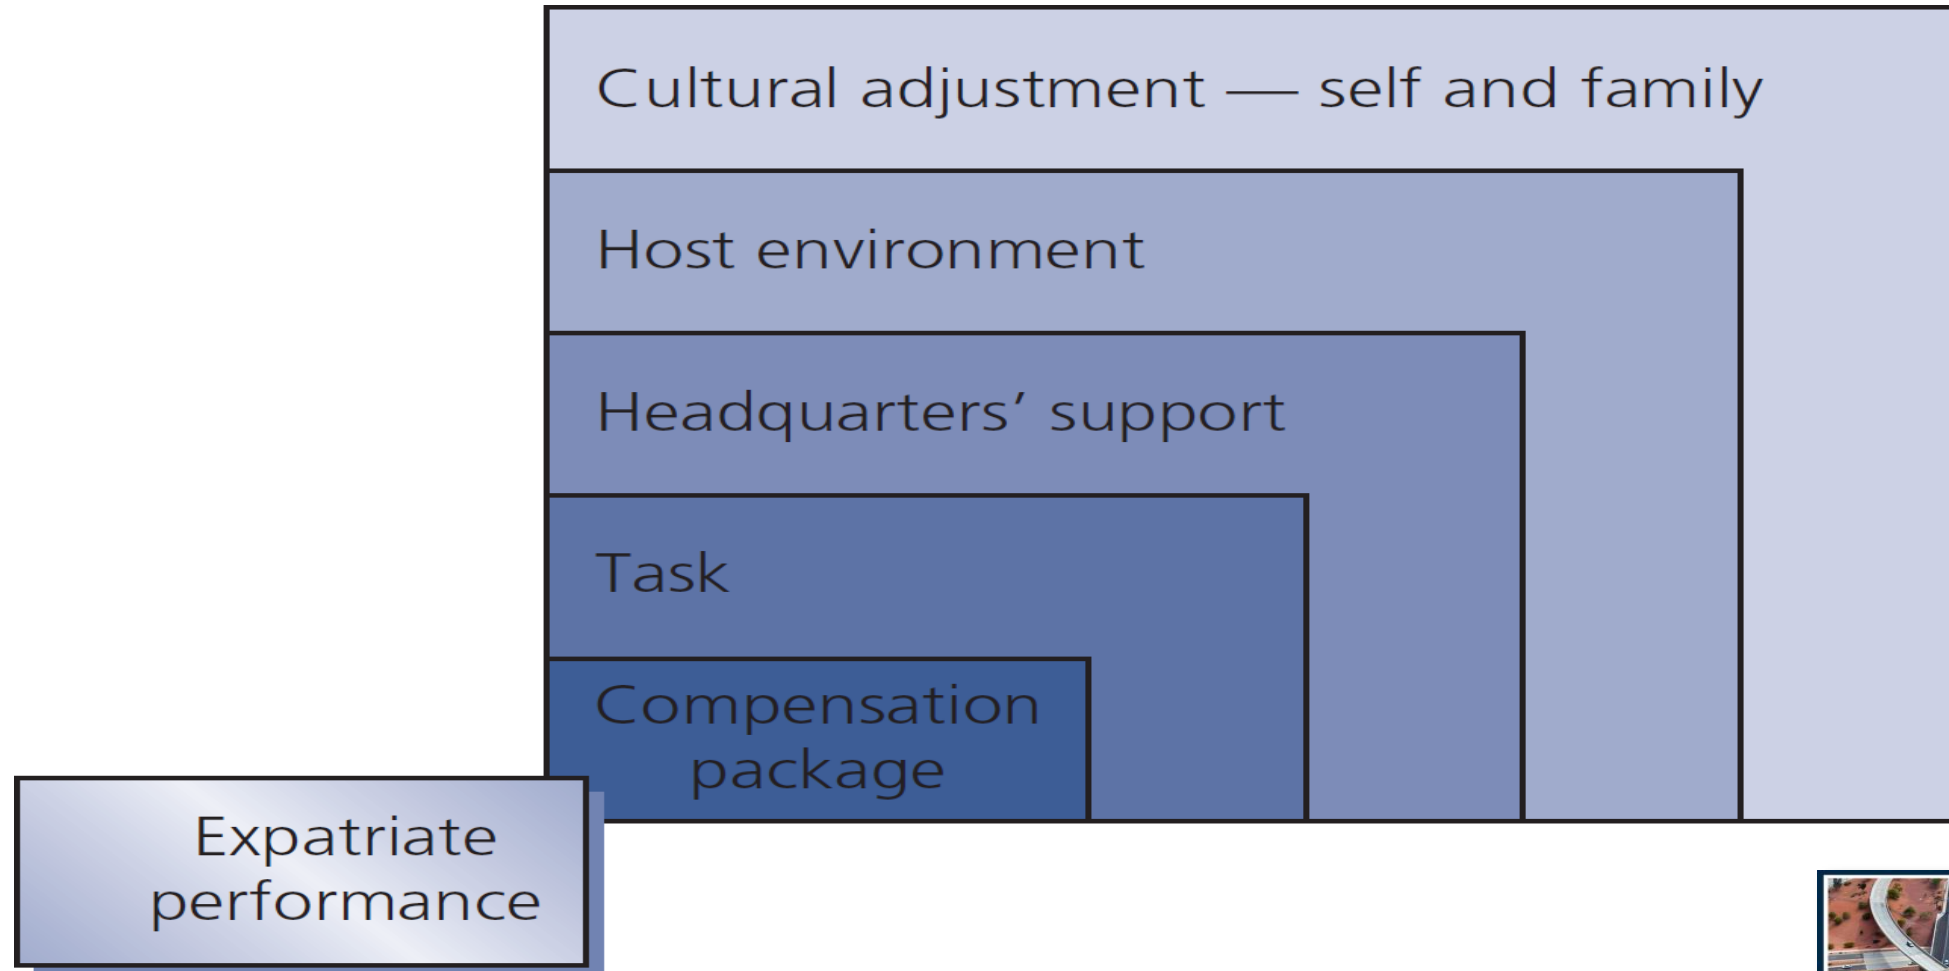 Cultural adjustment — self and family
Host environment
Headquarters’ support
Task
Compensation
package
Expatriate
performance